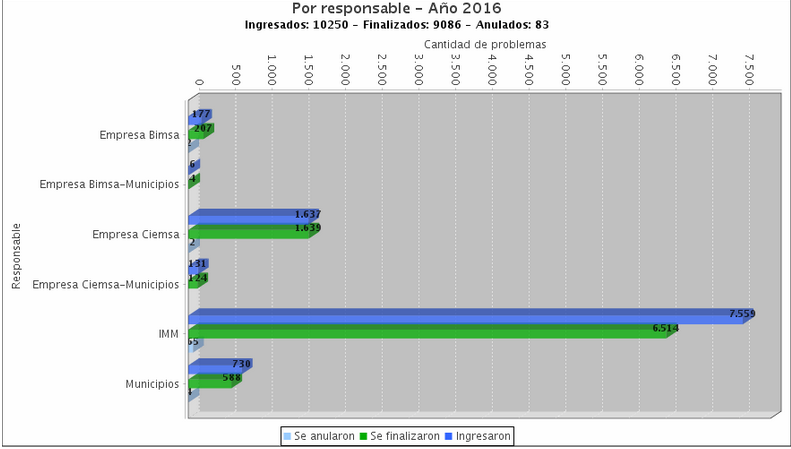 Por responsable - Año 2016
Ingresados: 10250 - Finalizados: 9086 - Anulados: 83
Cantidad de problemas
0 500 1.000 1.500 2.000 2.500 3.000 3.500 4.000 4.500 5.000 5.500 6.000 6.500 7.000 7.500
Responsable
177
Empresa Bimsa
207
2
6
Empresa Bimsa-Municipios
4
1.637
Empresa Ciemsa
1.639
2
131
Empresa Ciemsa-Municipios
124
7.559
IMM
6.514
730
Municipios
588
4
Se anularon Se finalizaron Ingresaron